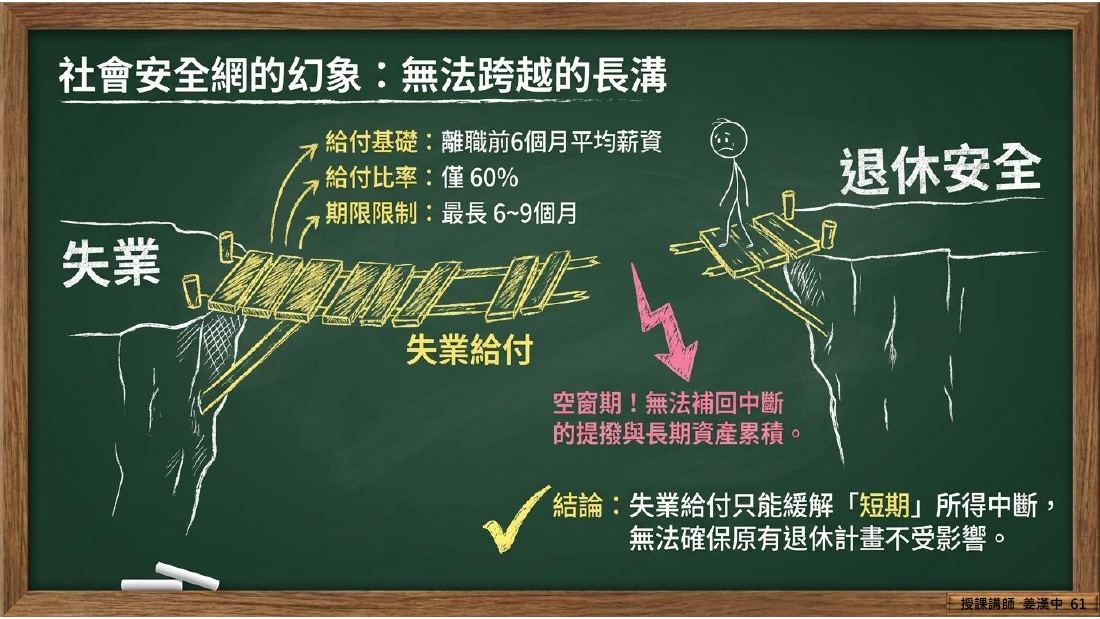 社會安全網的幻象：無法跨越的長溝
給付基礎：離職前6個月平均薪資
給付比率：僅 60%
期限限制：最長 6~9個月
失業
退休安全
失業給付
空窗期！無法補回中斷
的提撥與長期資產累積。
結論：失業給付只能緩解「短期」所得中斷，
無法確保原有退休計畫不受影響。
授課講師 姜漢中 61